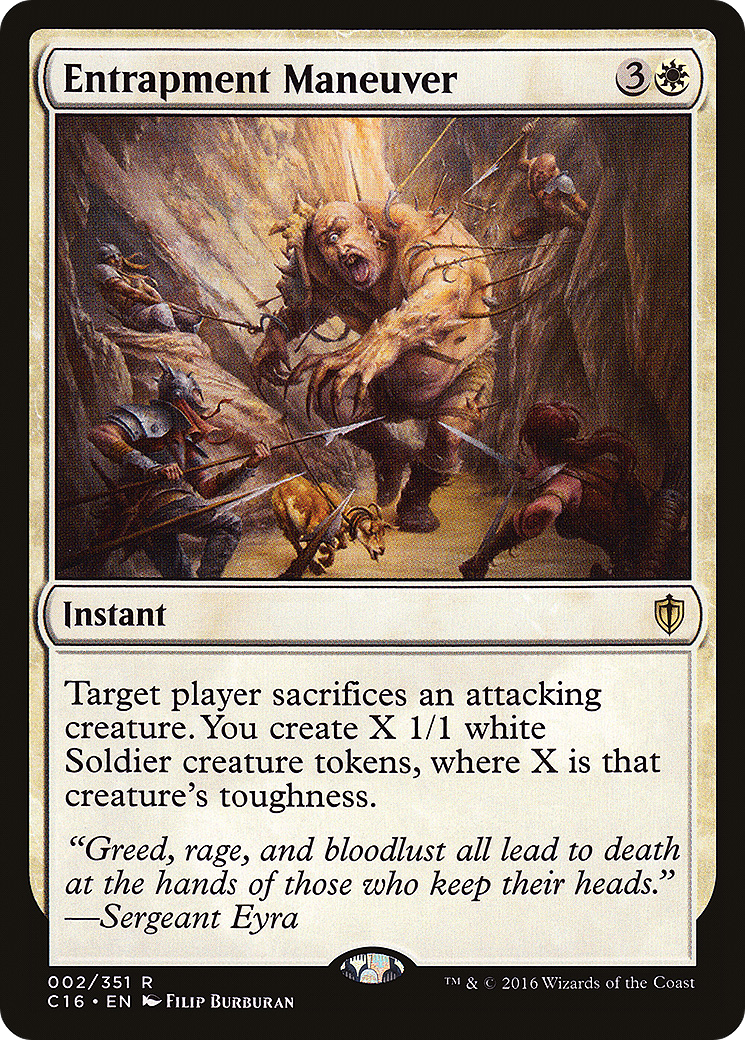 Entrapment Maneuver 3
Instant
Target player sacrifices an attacking
creature. You create X 1/1 white
Soldier creature tokens, where X is that
creature's toughness.
“Greed, rage, and bloodlust all lead to death
at the hands of those who keep their heads.”
—Sergeant Eyra
002/351 R
C16 • EN Filip Burburan
™ & © 2016 Wizards of the Coast